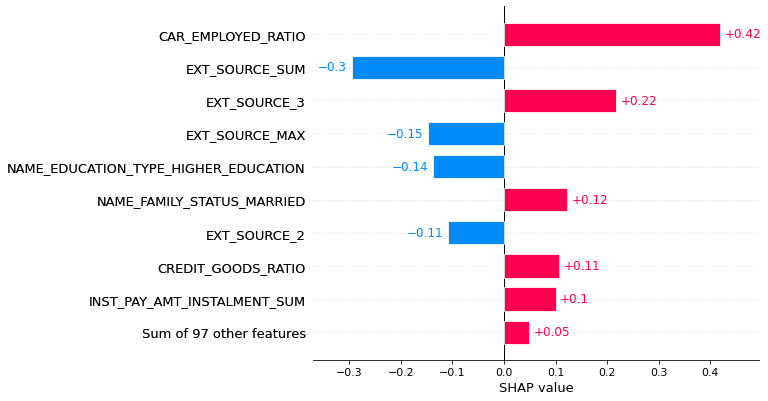 CAR_EMPLOYED_RATIO +0.42
EXT_SOURCE_SUM −0.3
EXT_SOURCE_3 +0.22
EXT_SOURCE_MAX −0.15
NAME_EDUCATION_TYPE_HIGHER_EDUCATION −0.14
NAME_FAMILY_STATUS_MARRIED +0.12
EXT_SOURCE_2 −0.11
CREDIT_GOODS_RATIO +0.11
INST_PAY_AMT_INSTALMENT_SUM +0.1
Sum of 97 other features +0.05
−0.3 −0.2 −0.1 0.0 0.1 0.2 0.3 0.4
SHAP value